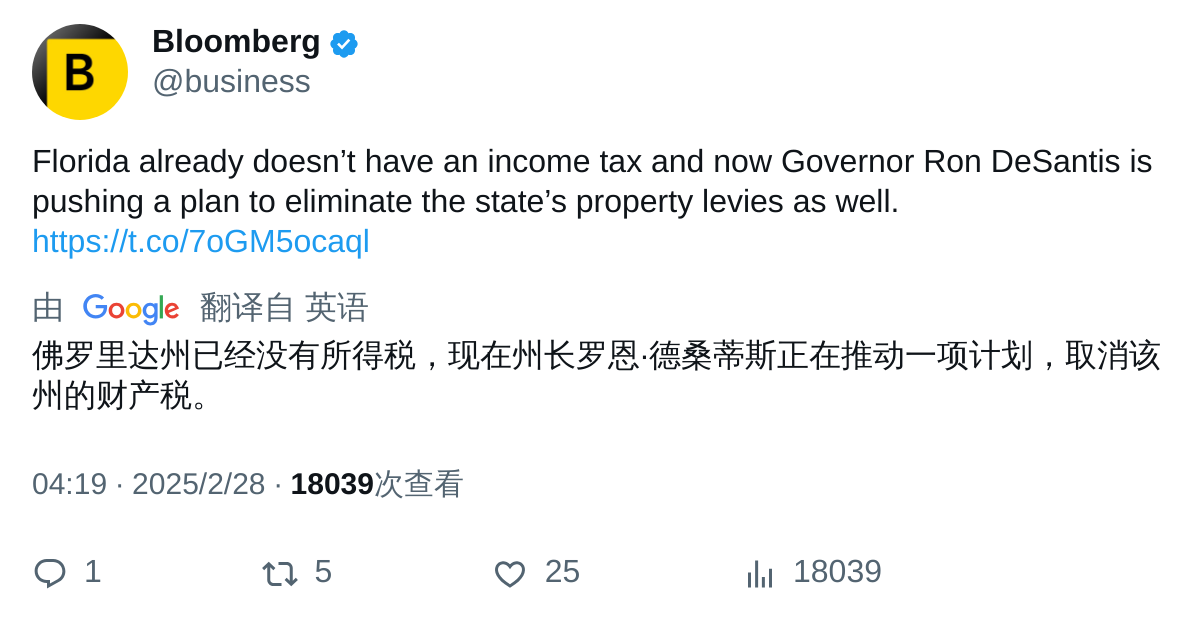 B
Bloomberg
@business
Florida already doesn’t have an income tax and now Governor Ron DeSantis is
pushing a plan to eliminate the state’s property levies as well.
https://t.co/7oGM5ocaql
由 Google 翻译自 英语
佛罗里达州已经没有所得税，现在州长罗恩·德桑蒂斯正在推动一项计划，取消该
州的财产税。
04:19 · 2025/2/28 · 18039次查看
1 5 25 18039